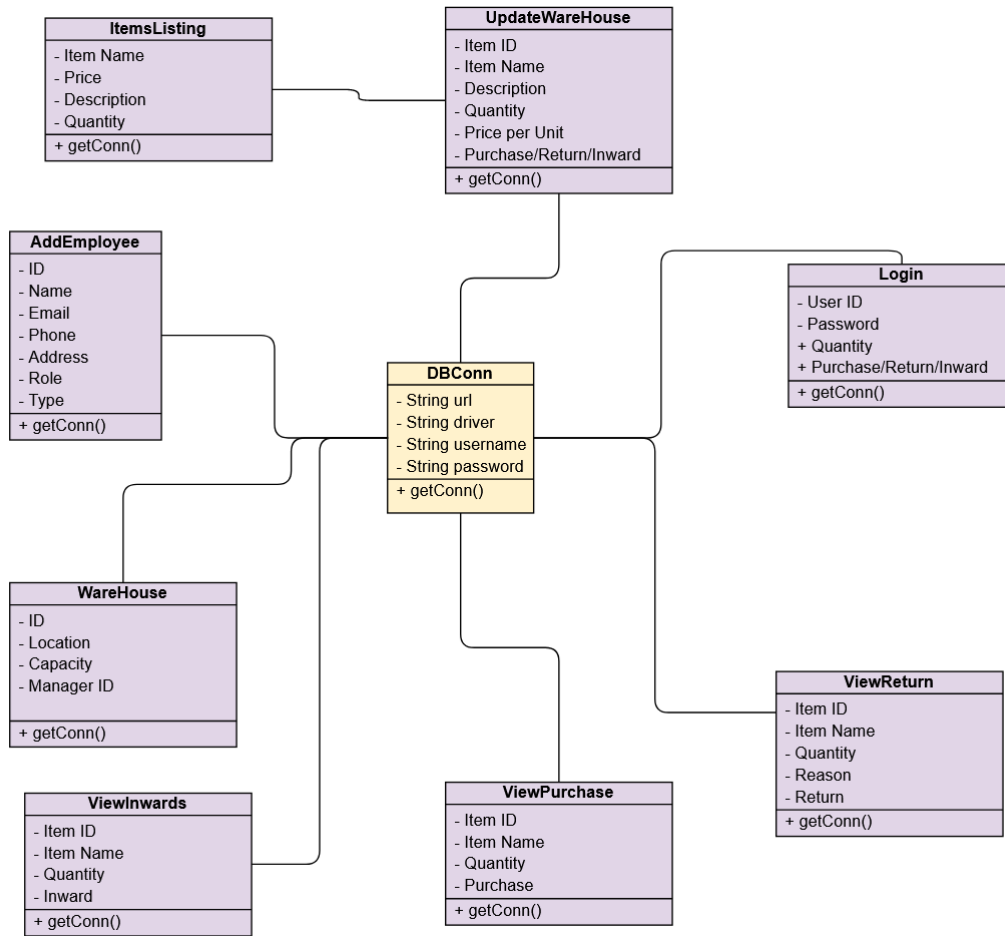 ItemsListing
- Item Name
- Price
- Description
- Quantity
+ getConn()
UpdateWareHouse
- Item ID
- Item Name
- Description
- Quantity
- Price per Unit
- Purchase/Return/Inward
+ getConn()
AddEmployee
- ID
- Name
- Email
- Phone
- Address
- Role
- Type
+ getConn()
Login
- User ID
- Password
+ Quantity
+ Purchase/Return/Inward
+ getConn()
DBConn
- String url
- String driver
- String username
- String password
+ getConn()
WareHouse
- ID
- Location
- Capacity
- Manager ID
+ getConn()
ViewReturn
- Item ID
- Item Name
- Quantity
- Reason
- Return
+ getConn()
ViewInwards
- Item ID
- Item Name
- Quantity
- Inward
+ getConn()
ViewPurchase
- Item ID
- Item Name
- Quantity
- Purchase
+ getConn()